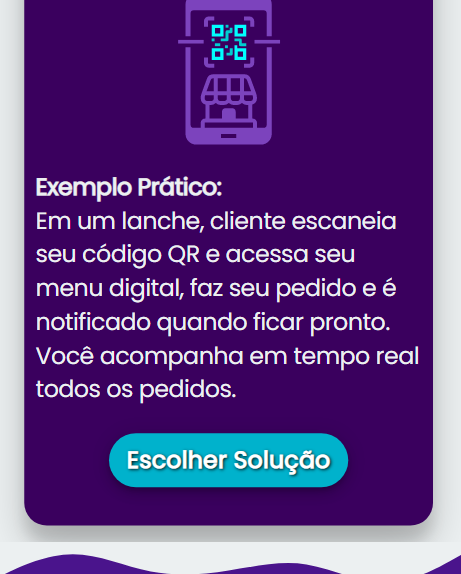 Exemplo Prático:
Em um lanche, cliente escaneia
seu código QR e acessa seu
menu digital, faz seu pedido e é
notificado quando ficar pronto.
Você acompanha em tempo real
todos os pedidos.
Escolher Solução